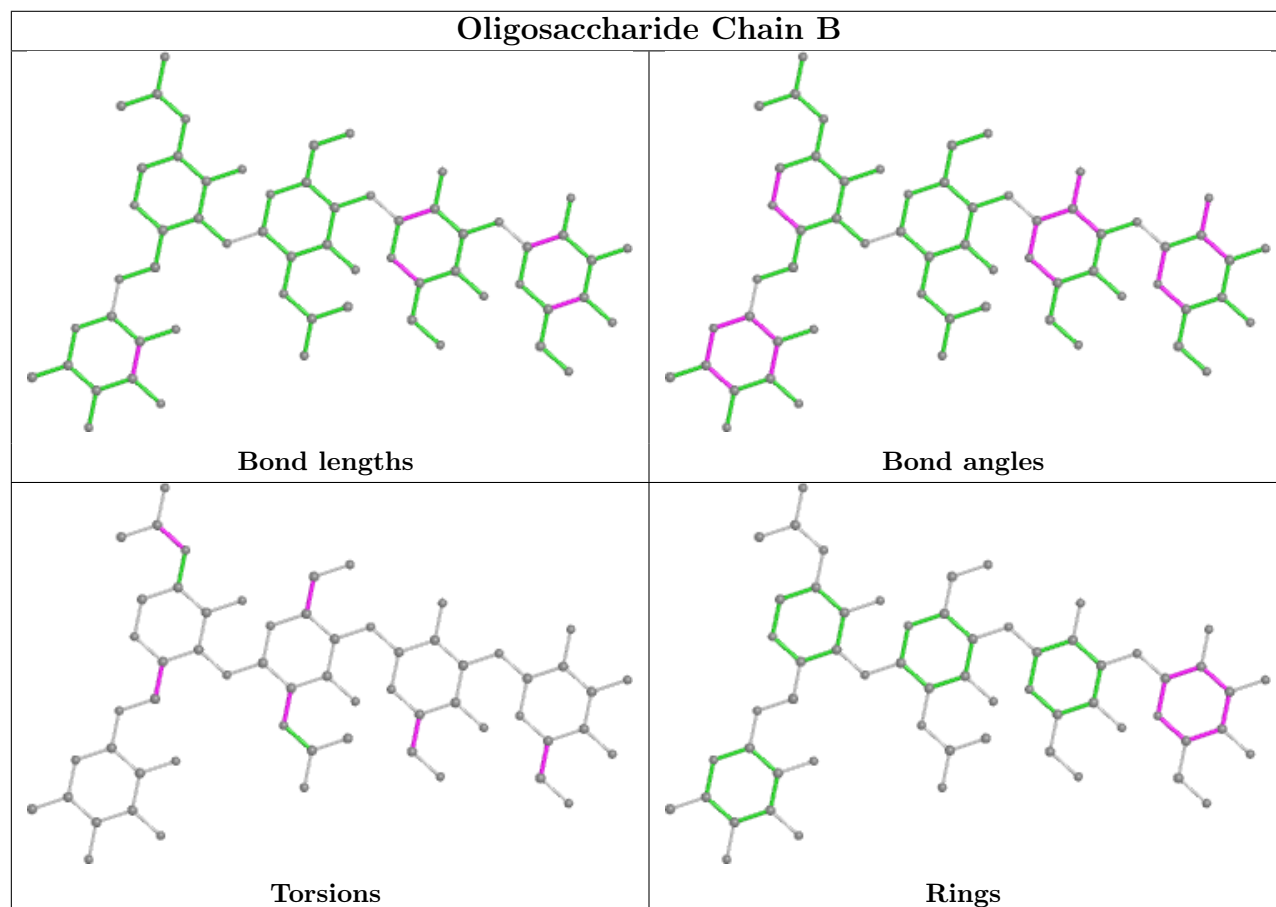 Oligosaccharide Chain B
Bond lengths
Bond angles
Torsions
Rings